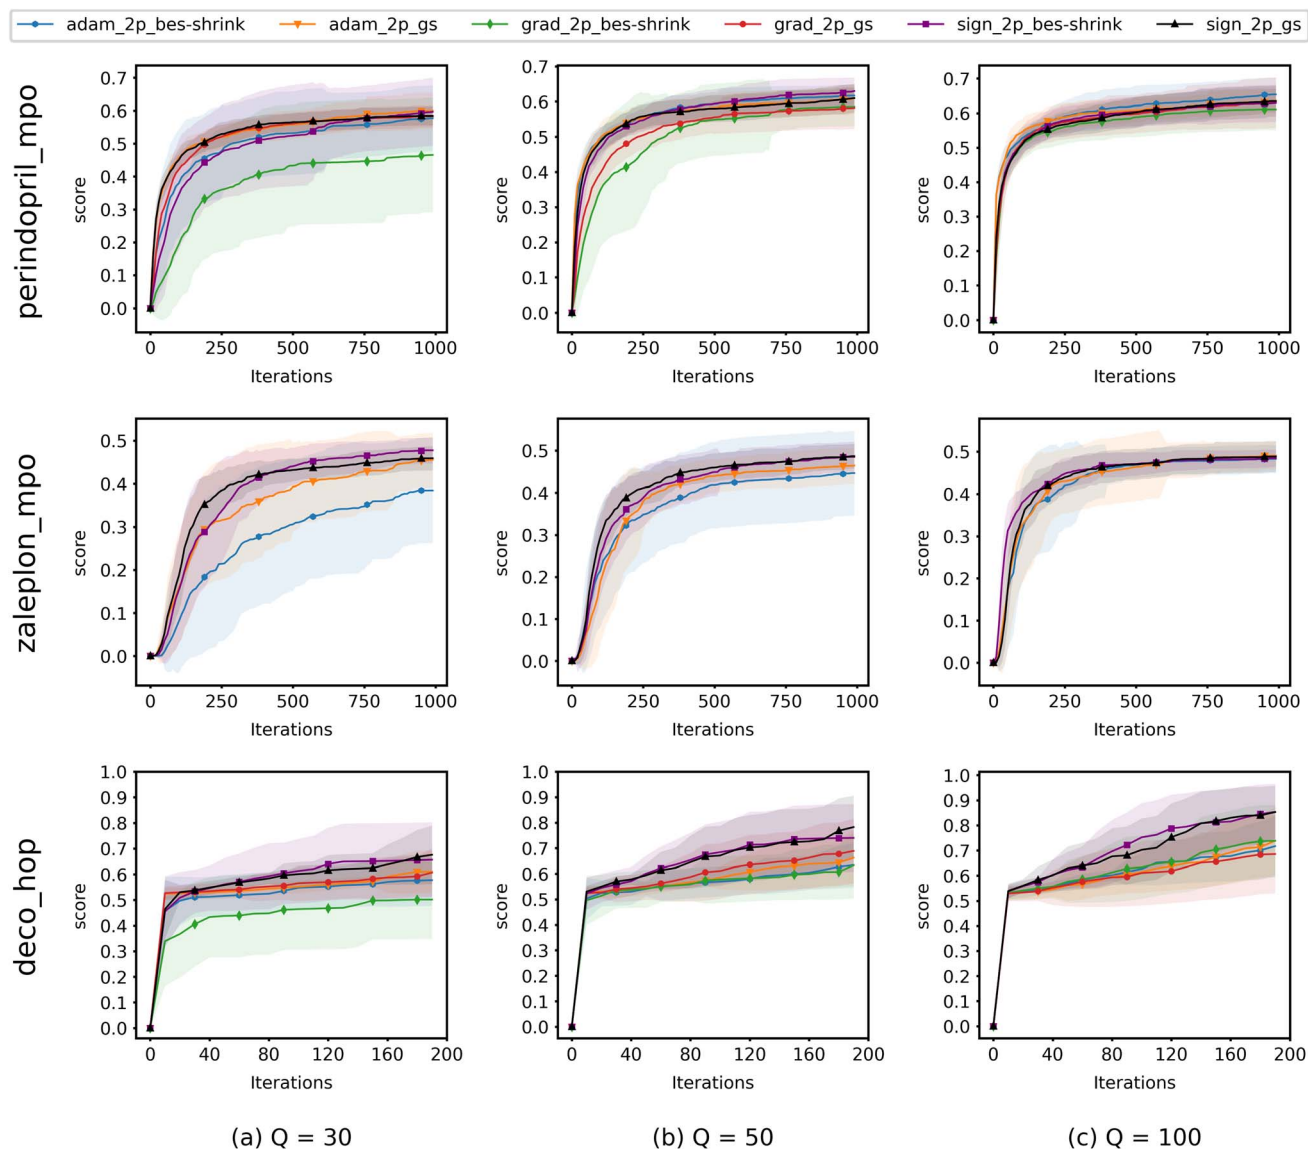 adam_2p_bes-shrink adam_2p_gs grad_2p_bes-shrink grad_2p_gs sign_2p_bes-shrink sign_2p_gs
perindopril_mpo
score
0.7
0.6
0.5
0.4
0.3
0.2
0.1
0.0
0 250 500 750 1000
Iterations
score
0.7
0.6
0.5
0.4
0.3
0.2
0.1
0.0
0 250 500 750 1000
Iterations
score
0.7
0.6
0.5
0.4
0.3
0.2
0.1
0.0
0 250 500 750 1000
Iterations
zaleplon_mpo
score
0.5
0.4
0.3
0.2
0.1
0.0
0 250 500 750 1000
Iterations
score
0.5
0.4
0.3
0.2
0.1
0.0
0 250 500 750 1000
Iterations
score
0.5
0.4
0.3
0.2
0.1
0.0
0 250 500 750 1000
Iterations
deco_hop
score
1.0
0.9
0.8
0.7
0.6
0.5
0.4
0.3
0.2
0.1
0.0
0 40 80 120 160 200
Iterations
score
1.0
0.9
0.8
0.7
0.6
0.5
0.4
0.3
0.2
0.1
0.0
0 40 80 120 160 200
Iterations
score
1.0
0.9
0.8
0.7
0.6
0.5
0.4
0.3
0.2
0.1
0.0
0 40 80 120 160 200
Iterations
(a) Q = 30
(b) Q = 50
(c) Q = 100